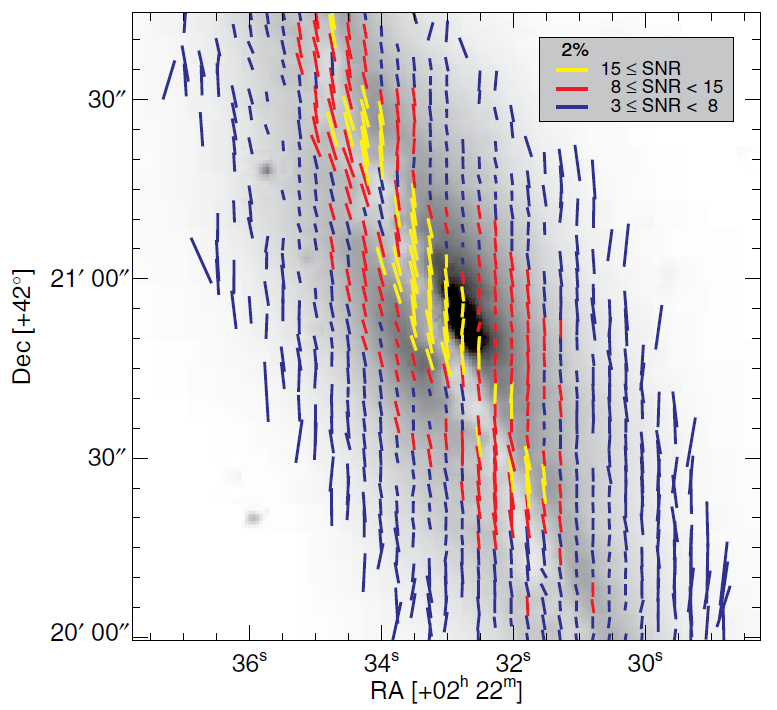 2%
15 ≤ SNR
8 ≤ SNR < 15
3 ≤ SNR < 8
30″
21′ 00″
30″
20′ 00″
Dec [+42°]
36ˢ 34ˢ 32ˢ 30ˢ
RA [+02ʰ 22ᵐ]